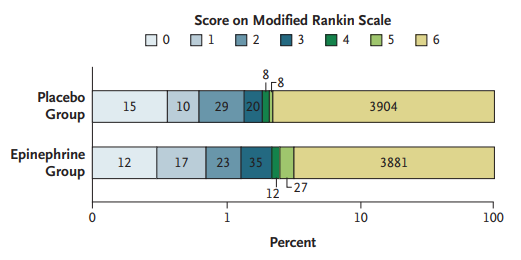 Score on Modified Rankin Scale
0 1 2 3 4 5 6
8
8
Placebo
Group
15 10 29 20 3904
Epinephrine
Group
12 17 23 35 3881
12
27
0 1 10 100
Percent